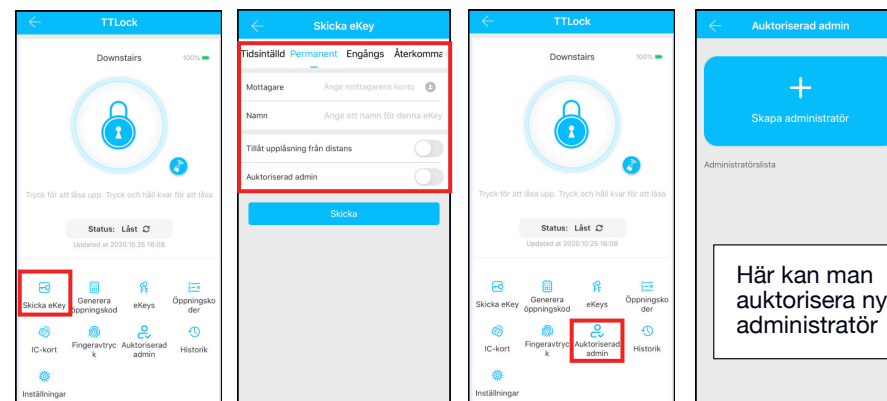 TTLock
Downstairs
100%
Tryck för att låsa upp. Tryck och håll kvar för att låsa
Status: Låst
Updated at 2020.10.25 16:08
Skicka eKey
Generera
öppningskod
eKeys
Öppningsko
der
IC-kort
Fingeravtryc
k
Auktoriserad
admin
Historik
Inställningar
Skicka eKey
Tidsinställd Permanent Engångs Återkomma
Mottagare Ange mottagarens konto
Namn Ange ett namn för denna eKey
Tillåt upplåsning från distans
Auktoriserad admin
Skicka
TTLock
Downstairs
100%
Tryck för att låsa upp. Tryck och håll kvar för att låsa
Status: Låst
Updated at 2020.10.25 16:08
Skicka eKey
Generera
öppningskod
eKeys
Öppningsko
der
IC-kort
Fingeravtryc
k
Auktoriserad
admin
Historik
Inställningar
Auktoriserad admin
Skapa administratör
Administratörslista
Här kan man
auktorisera ny
administratör